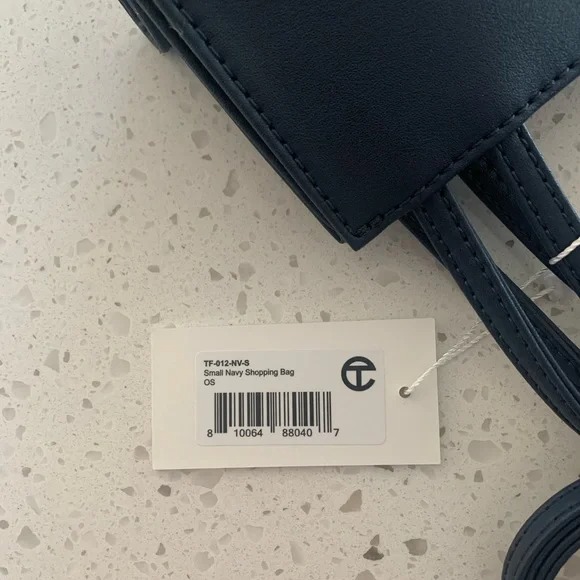 TF-012-NV-S
Small Navy Shopping Bag
OS
8 10064 88040 7